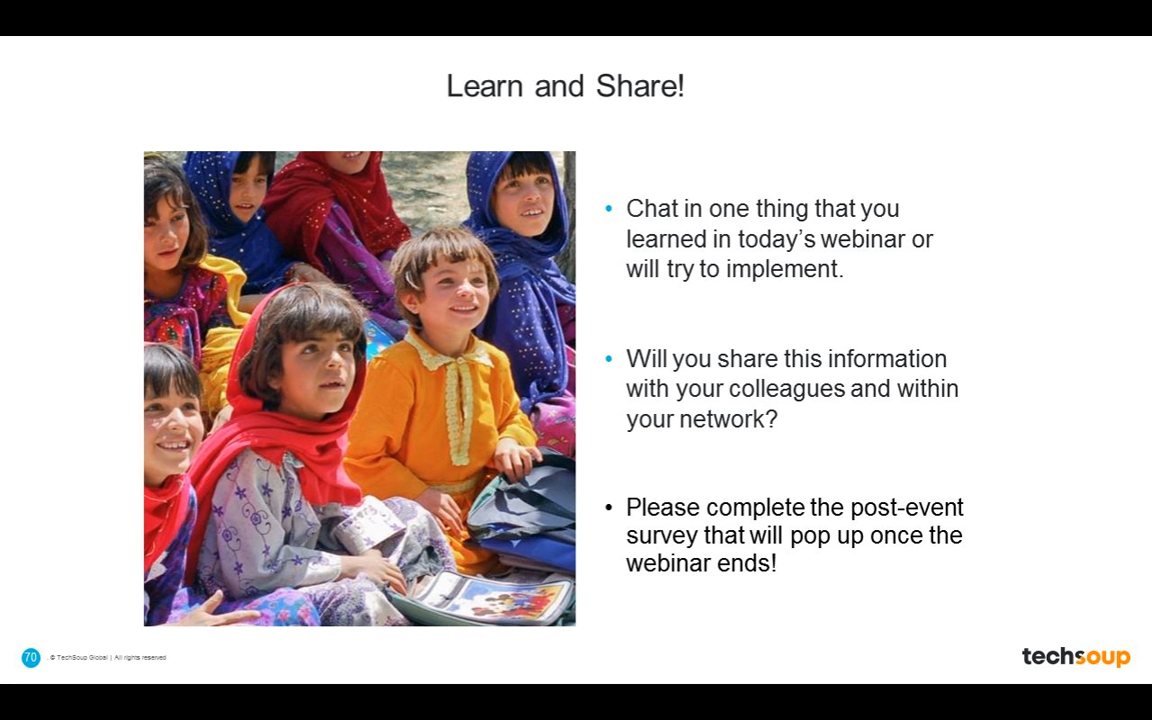 Learn and Share!
• Chat in one thing that you
learned in today’s webinar or
will try to implement.
• Will you share this information
with your colleagues and within
your network?
• Please complete the post-event
survey that will pop up once the
webinar ends!
70
© TechSoup Global | All rights reserved
techsoup